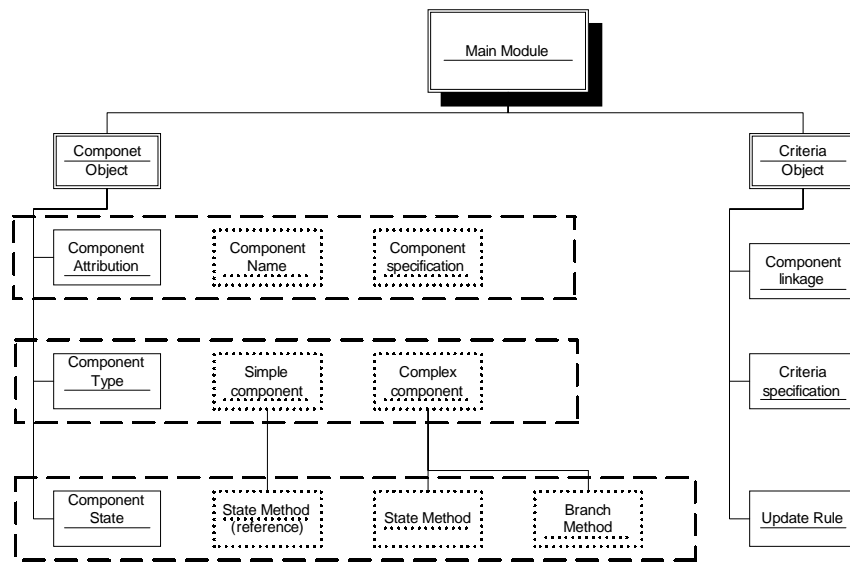 Main Module
Componet
Object
Criteria
Object
Component
Attribution
Component
Name
Component
specification
Component
linkage
Component
Type
Simple
component
Complex
component
Criteria
specification
Component
State
State Method
(reference)
State Method
Branch
Method
Update Rule